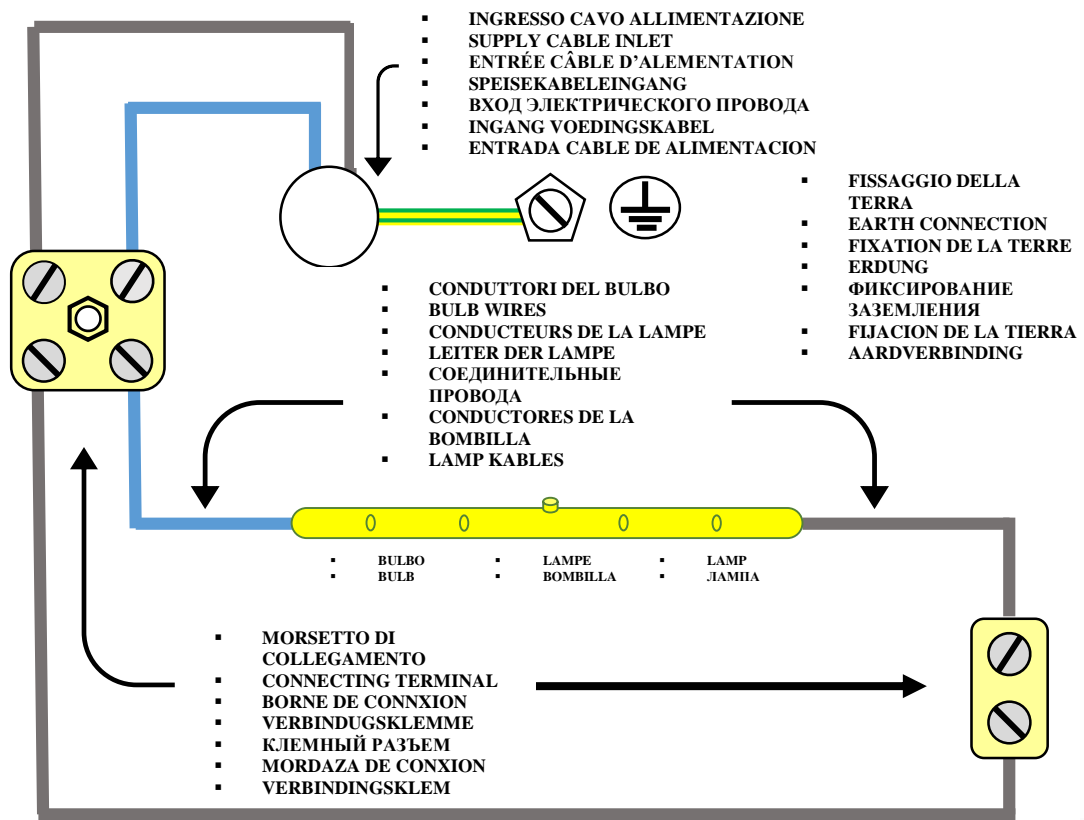 ▪ INGRESSO CAVO ALLIMENTAZIONE
▪ SUPPLY CABLE INLET
▪ ENTRÉE CÂBLE D'ALEMENTATION
▪ SPEISEKABELEINGANG
▪ ВХОД ЭЛЕКТРИЧЕСКОГО ПРОВОДА
▪ INGANG VOEDINGSKABEL
▪ ENTRADA CABLE DE ALIMENTACION
▪ FISSAGGIO DELLA
TERRA
▪ EARTH CONNECTION
▪ FIXATION DE LA TERRE
▪ ERDUNG
▪ ФИКСИРОВАНИЕ
ЗАЗЕМЛЕНИЯ
▪ FIJACION DE LA TIERRA
▪ AARDVERBINDING
▪ CONDUTTORI DEL BULBO
▪ BULB WIRES
▪ CONDUCTEURS DE LA LAMPE
▪ LEITER DER LAMPE
▪ СОЕДИНИТЕЛЬНЫЕ
ПРОВОДА
▪ CONDUCTORES DE LA
BOMBILLA
▪ LAMP KABLES
▪ BULBO
▪ BULB
▪ LAMPE
▪ BOMBILLA
▪ LAMP
▪ ЛАМПА
▪ MORSETTO DI
COLLEGAMENTO
▪ CONNECTING TERMINAL
▪ BORNE DE CONNXION
▪ VERBINDUGSKLEMME
▪ КЛЕМНЫЙ РАЗЪЕМ
▪ MORDAZA DE CONXION
▪ VERBINDINGSKLEM